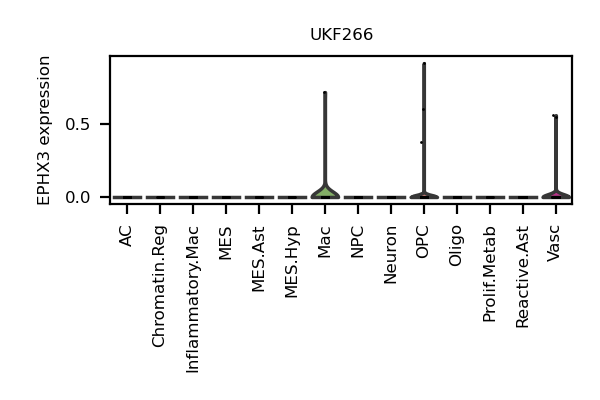 UKF266
EPHX3 expression
0.5
0.0
AC
Chromatin.Reg
Inflammatory.Mac
MES
MES.Ast
MES.Hyp
Mac
NPC
Neuron
OPC
Oligo
Prolif.Metab
Reactive.Ast
Vasc